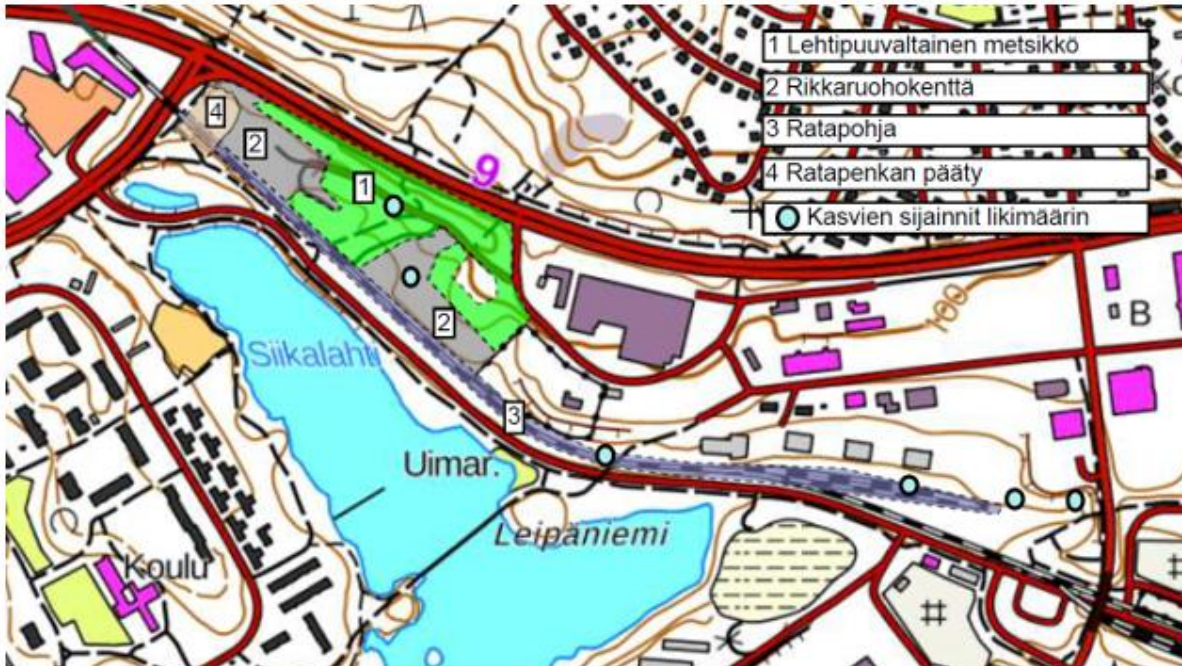 1 Lehtipuuvaltainen metsikkö
2 Rikkaruohokenttä
3 Ratapohja
4 Ratapenkan pääty
Kasvien sijainnit likimäärin
4
2
1
9
2
100
B
Siikalahti
3
Uimar.
Leipäniemi
Koulu